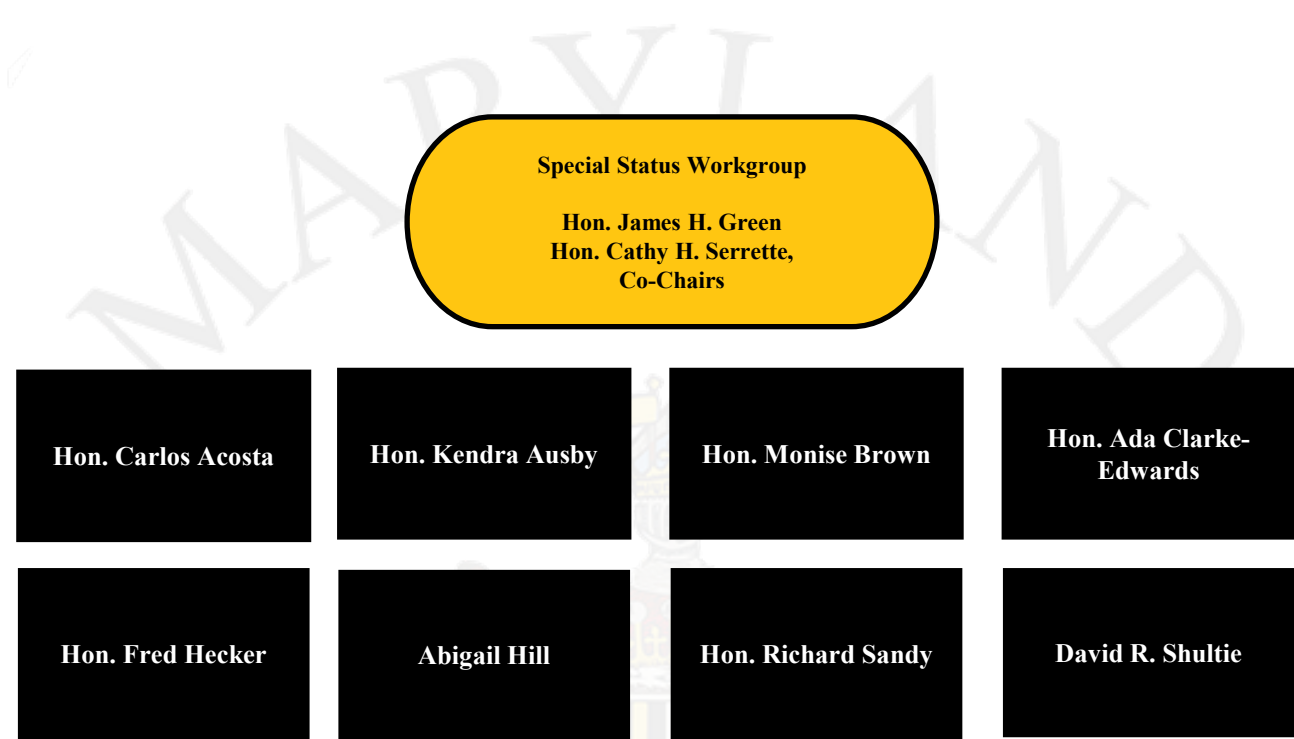 MARYLAND
Special Status Workgroup
Hon. James H. Green
Hon. Cathy H. Serrette,
Co-Chairs
Hon. Carlos Acosta
Hon. Kendra Ausby
Hon. Monise Brown
Hon. Ada Clarke-
Edwards
Hon. Fred Hecker
Abigail Hill
Hon. Richard Sandy
David R. Shultie